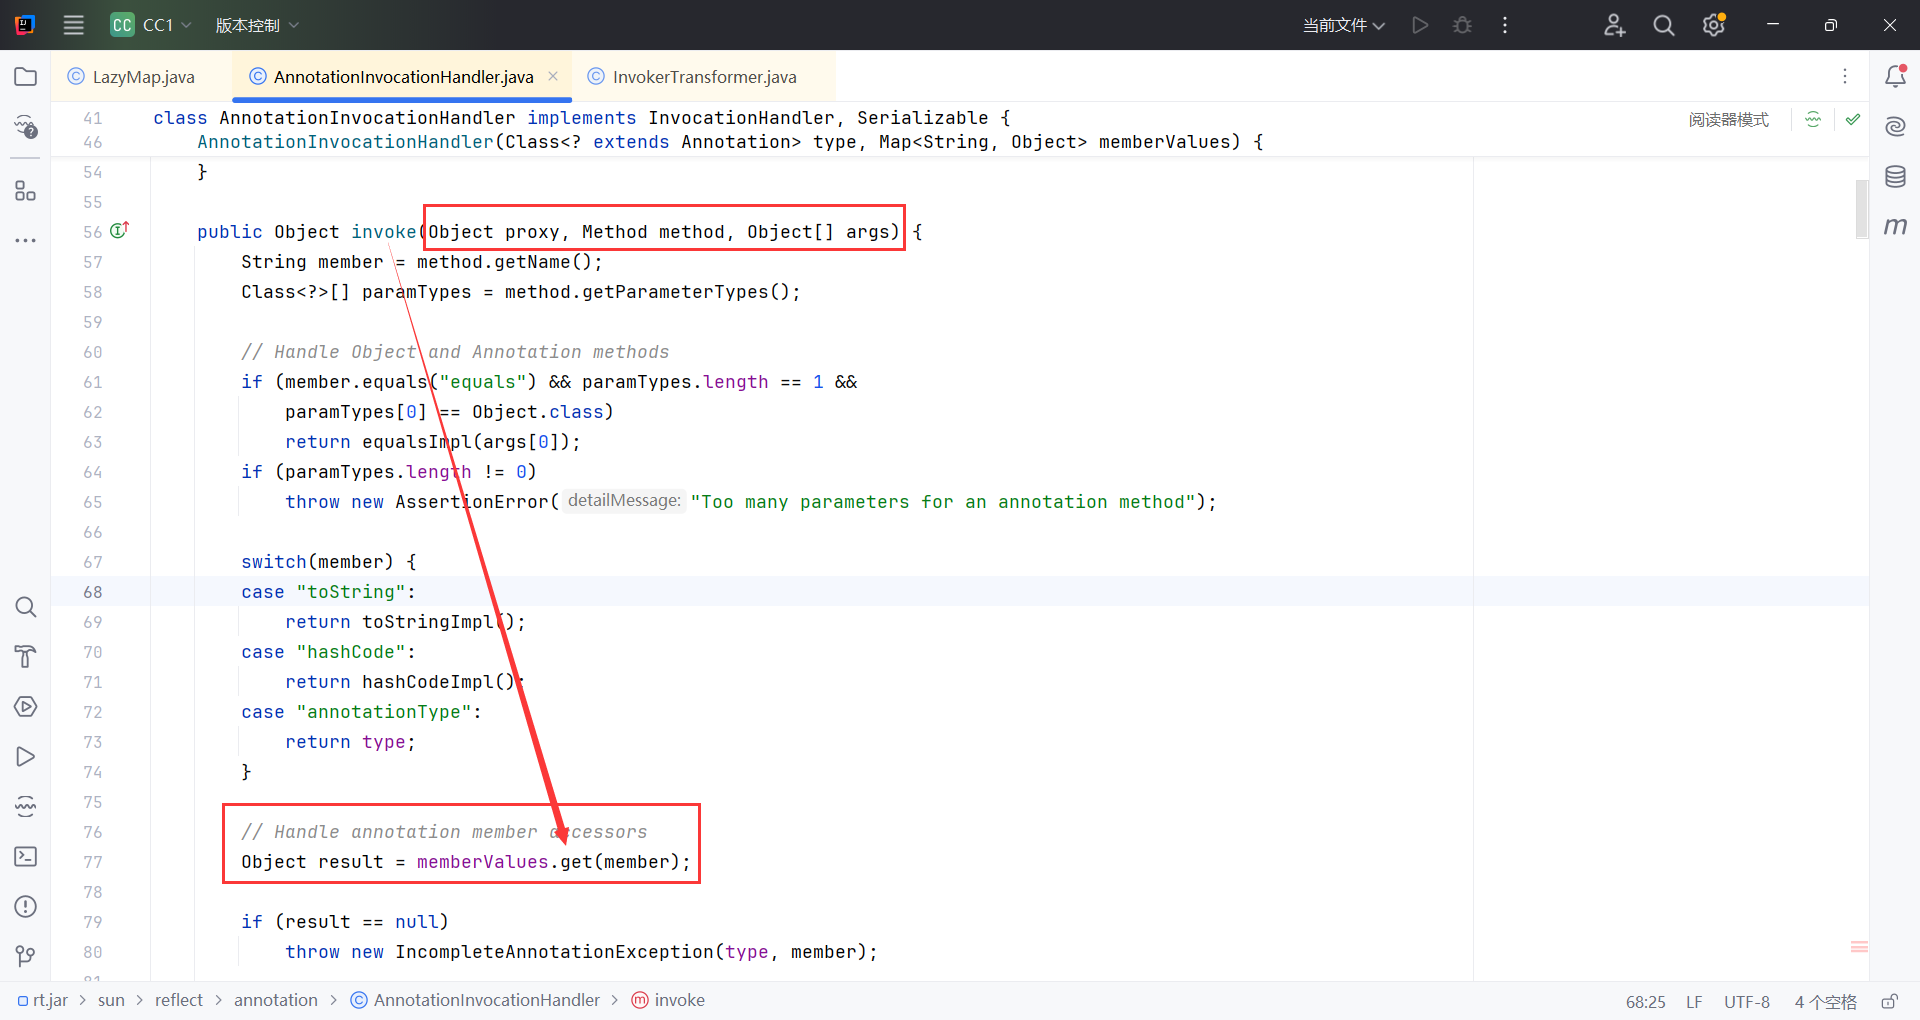 CC CC1 版本控制 当前文件
LazyMap.java AnnotationInvocationHandler.java InvokerTransformer.java
41 class AnnotationInvocationHandler implements InvocationHandler, Serializable { 阅读器模式
46 AnnotationInvocationHandler(Class<? extends Annotation> type, Map<String, Object> memberValues) {
54 }
55
56 public Object invoke(Object proxy, Method method, Object[] args) {
57 String member = method.getName();
58 Class<?>[] paramTypes = method.getParameterTypes();
59
60 // Handle Object and Annotation methods
61 if (member.equals("equals") && paramTypes.length == 1 &&
62 paramTypes[0] == Object.class)
63 return equalsImpl(args[0]);
64 if (paramTypes.length != 0)
65 throw new AssertionError( detailMessage: "Too many parameters for an annotation method");
66
67 switch(member) {
68 case "toString":
69 return toStringImpl();
70 case "hashCode":
71 return hashCodeImpl();
72 case "annotationType":
73 return type;
74 }
75
76 // Handle annotation member accessors
77 Object result = memberValues.get(member);
78
79 if (result == null)
80 throw new IncompleteAnnotationException(type, member);
81
rt.jar > sun > reflect > annotation > AnnotationInvocationHandler > invoke 68:25 LF UTF-8 4 个空格